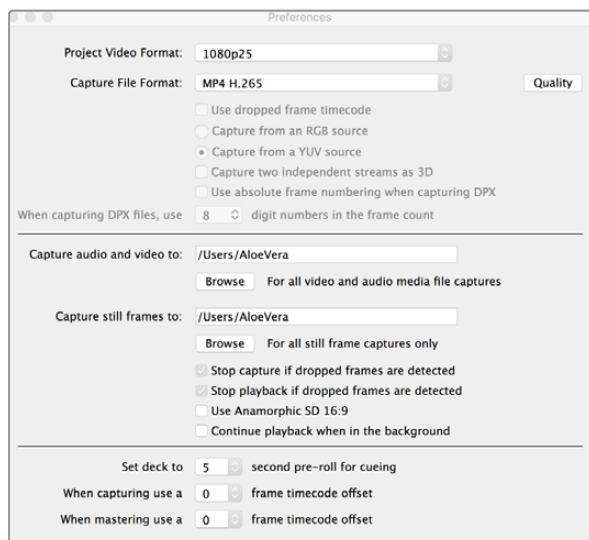 Preferences
Project Video Format: 1080p25
Capture File Format: MP4 H.265 Quality
Use dropped frame timecode
Capture from an RGB source
Capture from a YUV source
Capture two independent streams as 3D
Use absolute frame numbering when capturing DPX
When capturing DPX files, use 8 digit numbers in the frame count
Capture audio and video to: /Users/AloeVera
Browse For all video and audio media file captures
Capture still frames to: /Users/AloeVera
Browse For all still frame captures only
Stop capture if dropped frames are detected
Stop playback if dropped frames are detected
Use Anamorphic SD 16:9
Continue playback when in the background
Set deck to 5 second pre-roll for cueing
When capturing use a 0 frame timecode offset
When mastering use a 0 frame timecode offset